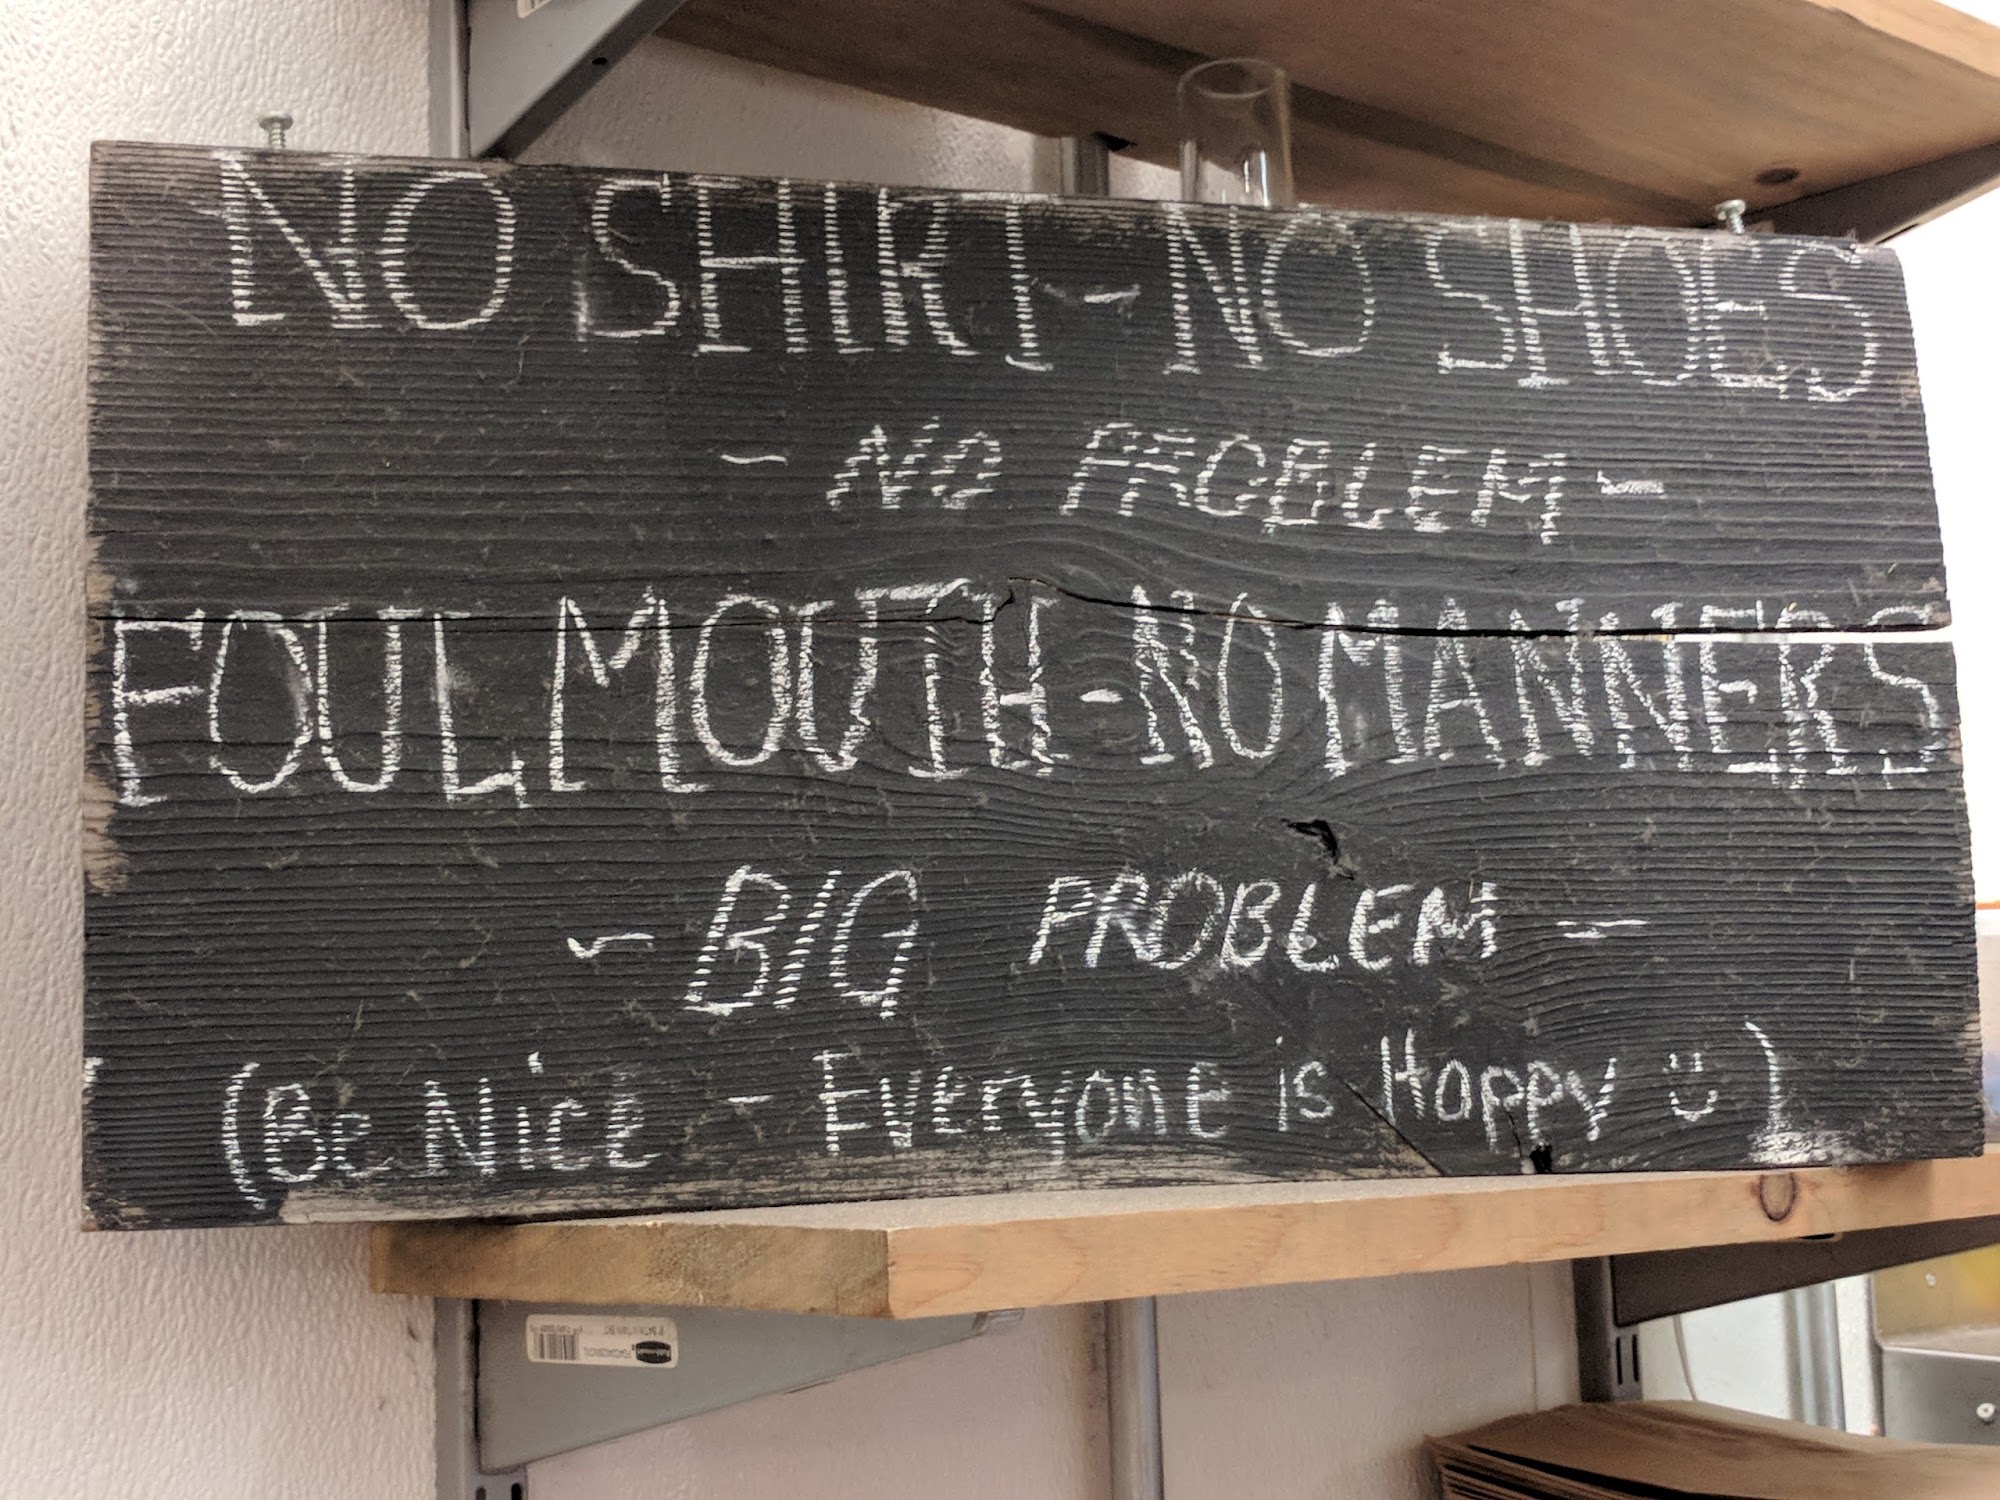 NO SHIRT - NO SHOES
- NO PROBLEM -
FOUL MOUTH - NO MANNERS
- BIG PROBLEM -
(Be Nice - Everyone is Happy ü)